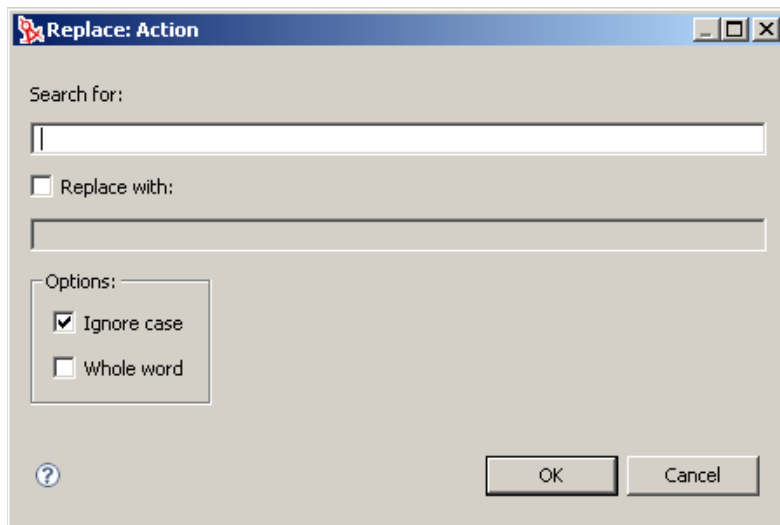 Replace: Action
Search for:
Replace with:
Options:
Ignore case
Whole word
?
OK Cancel